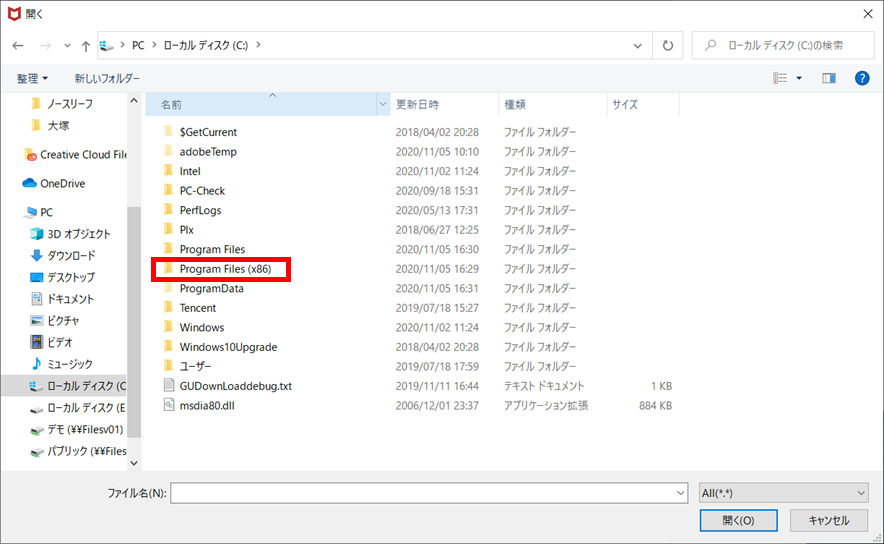 開く
PC
ローカル ディスク (C:)
ローカル ディスク (C:)の検索
整理
新しいフォルダー
ノースリーフ
大塚
Creative Cloud File
OneDrive
PC
3D オブジェクト
ダウンロード
デスクトップ
ドキュメント
ピクチャ
ビデオ
ミュージック
ローカル ディスク (C
ローカル ディスク (E
デモ (¥¥Filesv01)
パブリック (¥¥Files
名前 更新日時 種類 サイズ
$GetCurrent 2018/04/02 20:28 ファイル フォルダー
adobeTemp 2020/11/05 10:10 ファイル フォルダー
Intel 2020/11/02 11:24 ファイル フォルダー
PC-Check 2020/09/18 15:31 ファイル フォルダー
PerfLogs 2020/05/13 17:31 ファイル フォルダー
Plx 2018/06/27 12:25 ファイル フォルダー
Program Files 2020/11/05 16:30 ファイル フォルダー
Program Files (x86) 2020/11/05 16:29 ファイル フォルダー
ProgramData 2020/11/05 16:31 ファイル フォルダー
Tencent 2019/07/18 15:27 ファイル フォルダー
Windows 2020/11/02 11:24 ファイル フォルダー
Windows10Upgrade 2018/04/02 20:28 ファイル フォルダー
ユーザー 2019/07/18 17:59 ファイル フォルダー
GUDownLoaddebug.txt 2019/11/11 16:44 テキスト ドキュメント 1 KB
msdia80.dll 2006/12/01 23:37 アプリケーション拡張 884 KB
ファイル名(N):
All(*.*)
開く(O)
キャンセル